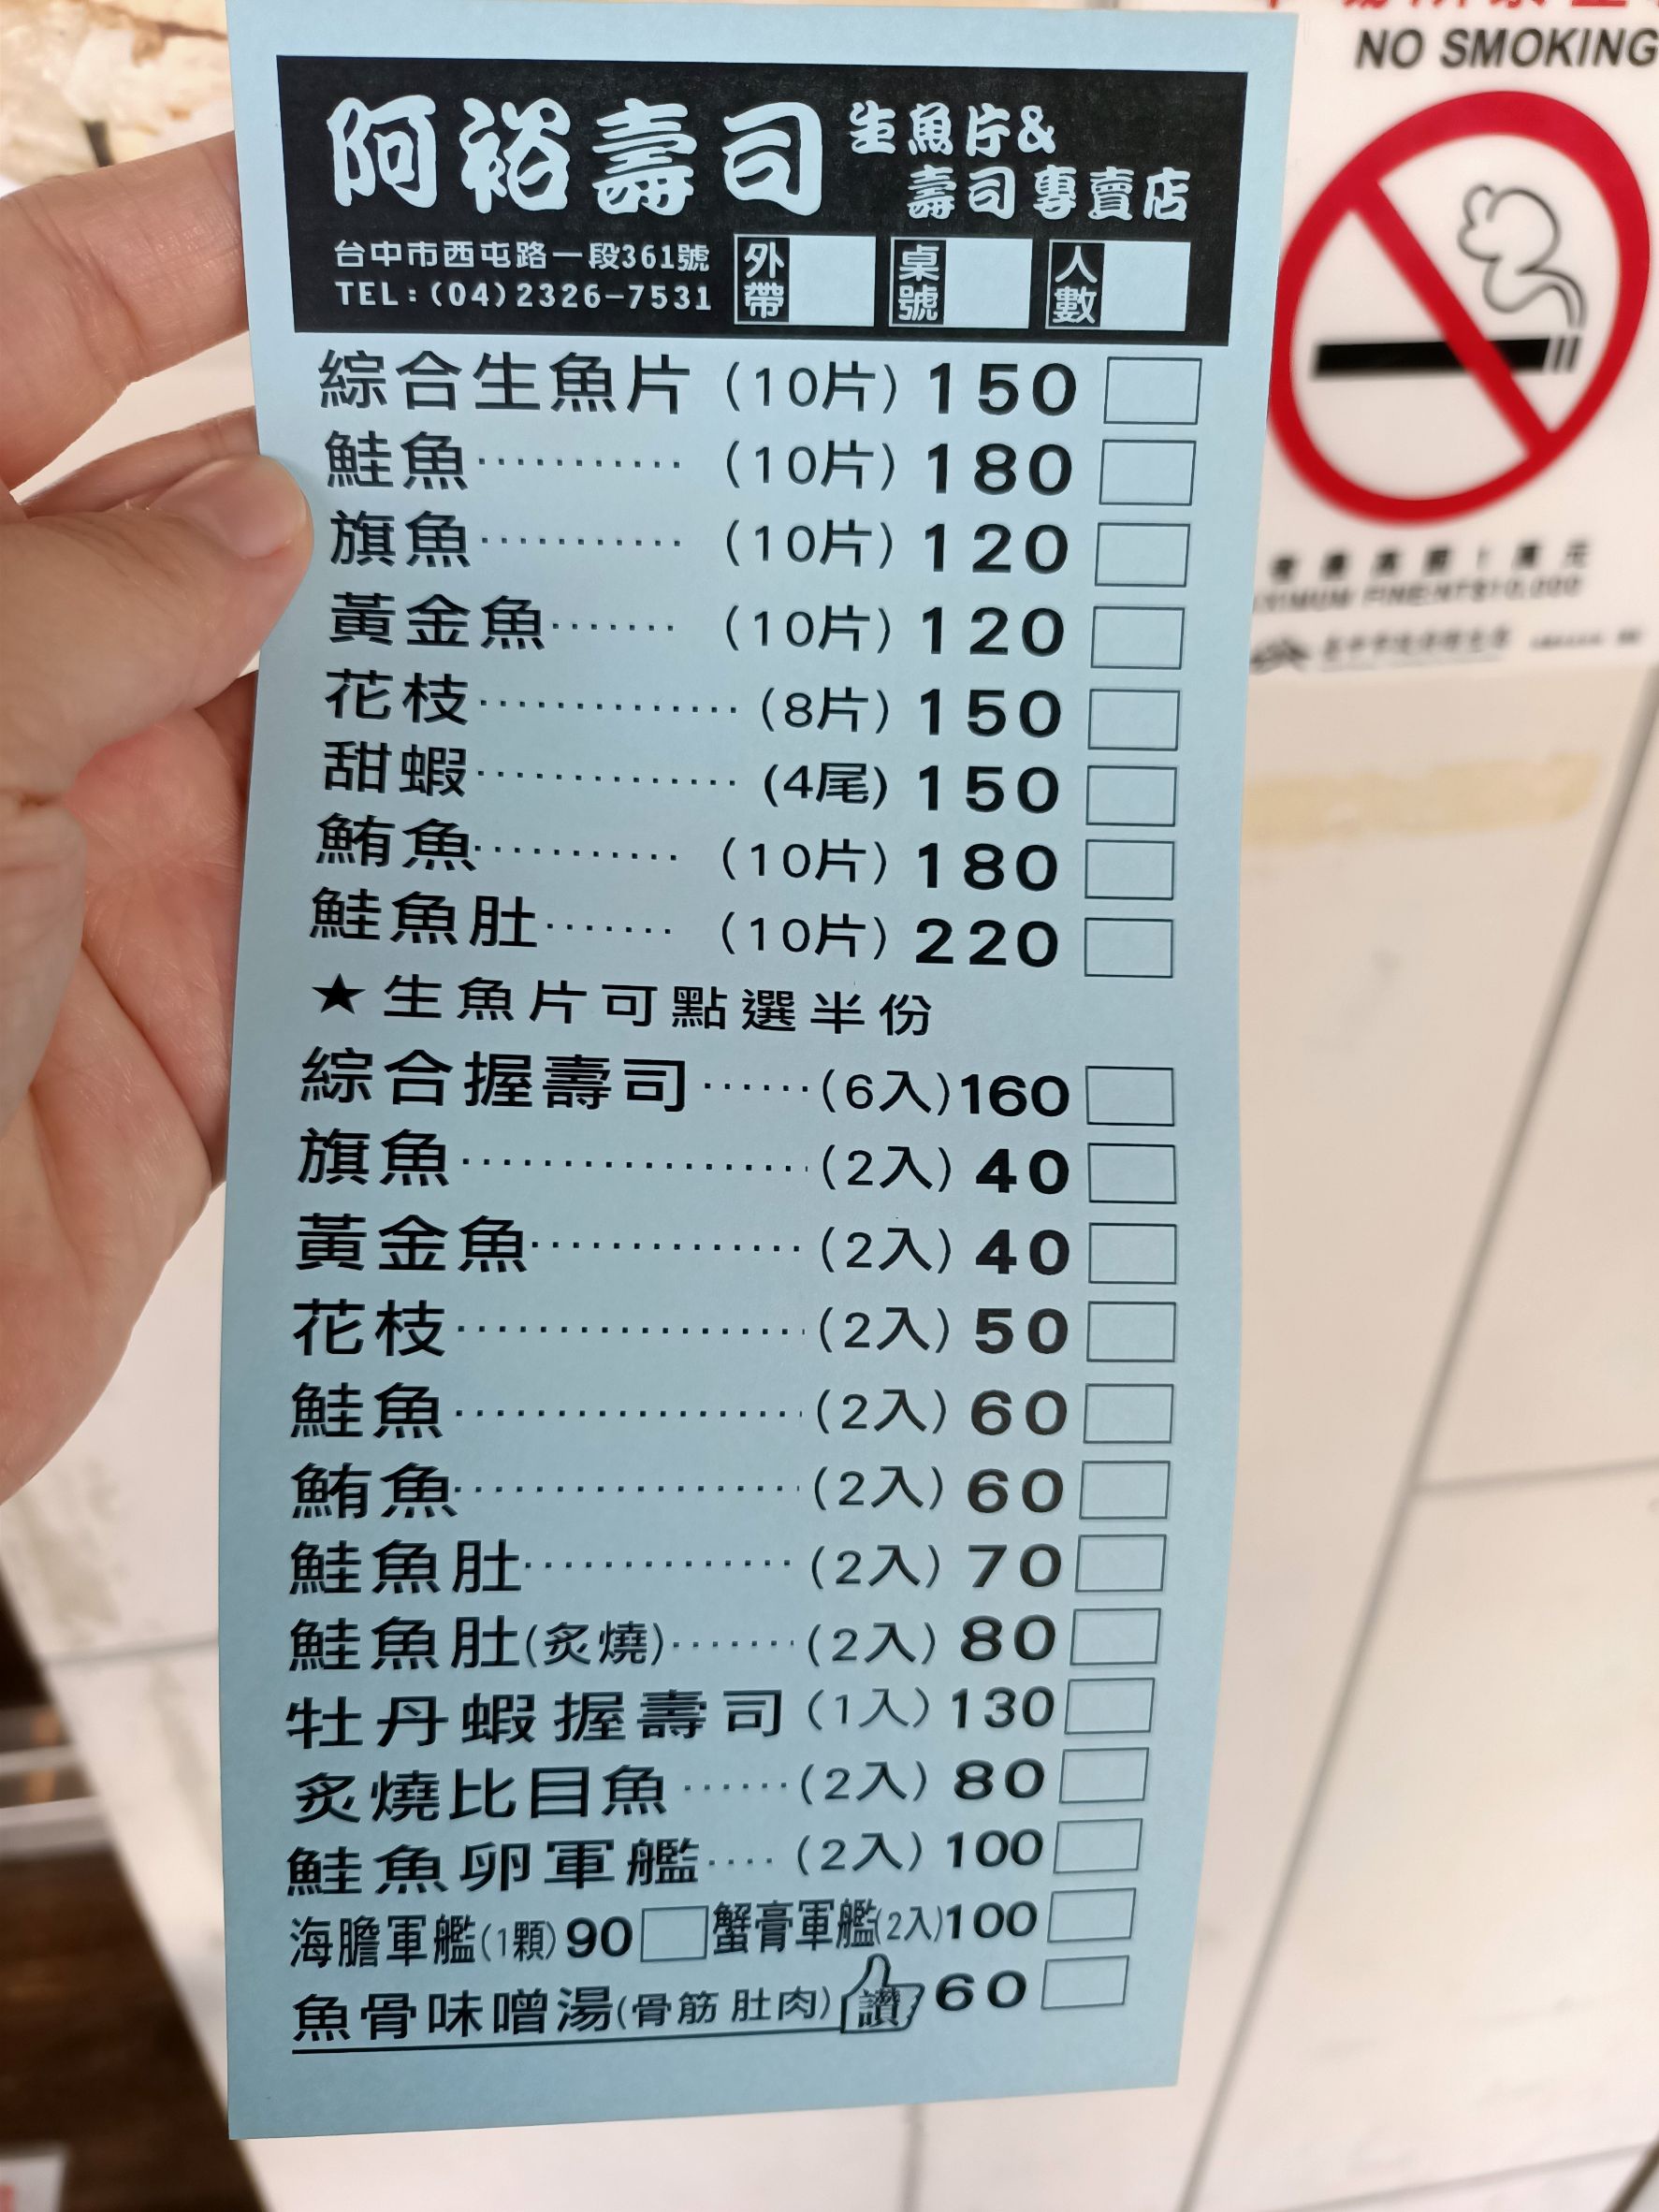 阿裕壽司 生魚片&
壽司專賣店
台中市西屯路一段361號
TEL:(04)2326-7531
外帶 桌號 人數
綜合生魚片 (10片) 150
鮭魚··········· (10片) 180
旗魚··········· (10片) 120
黃金魚······· (10片) 120
花枝·············· (8片) 150
甜蝦·············· (4尾) 150
鮪魚··········· (10片) 180
鮭魚肚······· (10片) 220
★生魚片可點選半份
綜合握壽司······(6入)160
旗魚··················(2入) 40
黃金魚··············(2入) 40
花枝··················(2入) 50
鮭魚··················(2入) 60
鮪魚··················(2入) 60
鮭魚肚··············(2入) 70
鮭魚肚(炙燒)·······(2入) 80
牡丹蝦握壽司(1入) 130
炙燒比目魚······(2入) 80
鮭魚卵軍艦····(2入) 100
海膽軍艦(1顆)90 蟹膏軍艦(2入)100
魚骨味噌湯(骨筋 肚肉) 讚 60
NO SMOKING